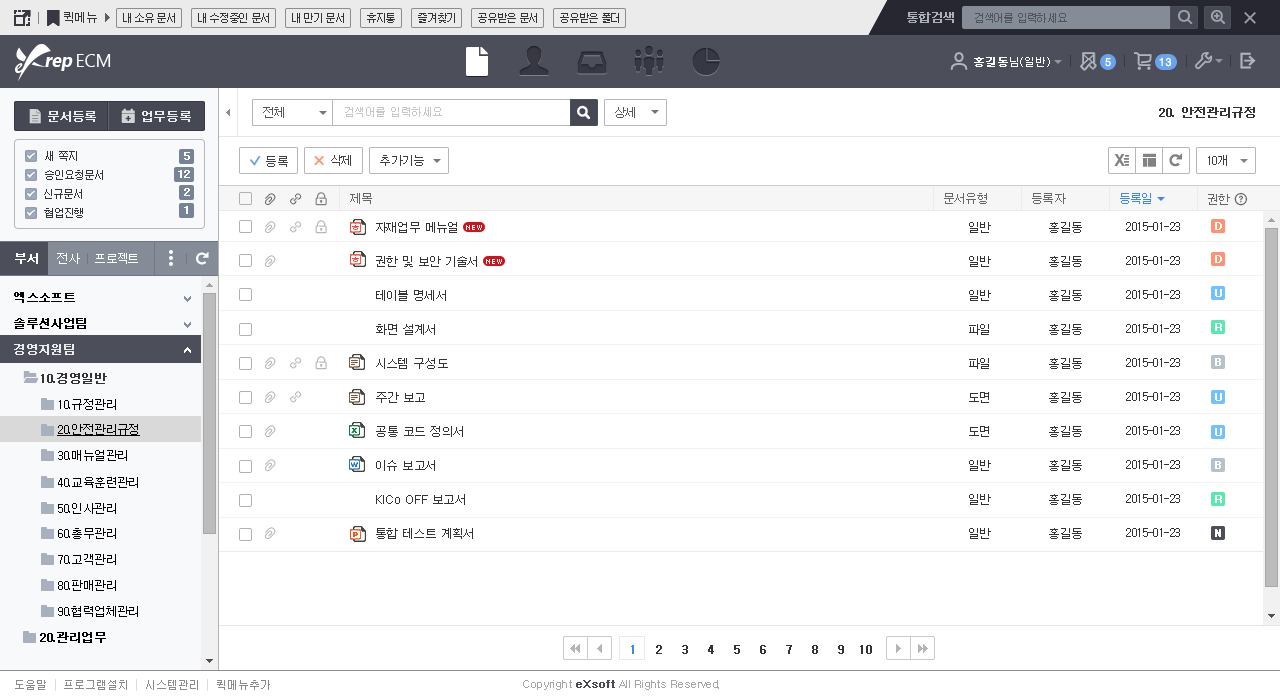 퀵메뉴 내 소유 문서 내 수정중인 문서 내 만기 문서 휴지통 즐겨찾기 공유받은 문서 공유받은 폴더 통합검색 검색어를 입력하세요
Xrep ECM 홍길동님(일반) 5 13
문서등록 업무등록
새 쪽지 5
승인요청문서 12
신규문서 2
협업진행 1
부서 전사 프로젝트
엑스소프트
솔루션사업팀
경영지원팀
10.경영일반
10.규정관리
20.안전관리규정
30.매뉴얼관리
40.교육훈련관리
50.인사관리
60.총무관리
70.고객관리
80.판매관리
90.협력업체관리
20.관리업무
전체 검색어를 입력하세요 상세 20. 안전관리규정
등록 삭제 추가기능 10개
제목 문서유형 등록자 등록일 권한
자재업무 메뉴얼 NEW 일반 홍길동 2015-01-23 D
권한 및 보안 기술서 NEW 일반 홍길동 2015-01-23 D
테이블 명세서 일반 홍길동 2015-01-23 U
화면 설계서 파일 홍길동 2015-01-23 R
시스템 구성도 파일 홍길동 2015-01-23 B
주간 보고 도면 홍길동 2015-01-23 U
공통 코드 정의서 도면 홍길동 2015-01-23 U
이슈 보고서 일반 홍길동 2015-01-23 B
KICo OFF 보고서 일반 홍길동 2015-01-23 R
통합 테스트 계획서 일반 홍길동 2015-01-23 N
1 2 3 4 5 6 7 8 9 10
도움말 프로그램설치 시스템관리 퀵메뉴추가 Copyright eXsoft All Rights Reserved.